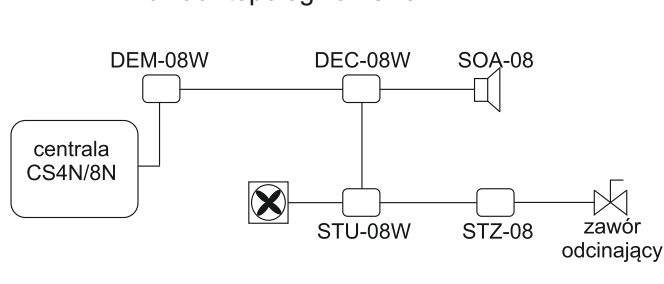 DEM-08W
DEC-08W
SOA-08
centrala
CS4N/8N
STU-08W
STZ-08
zawór
odcinający